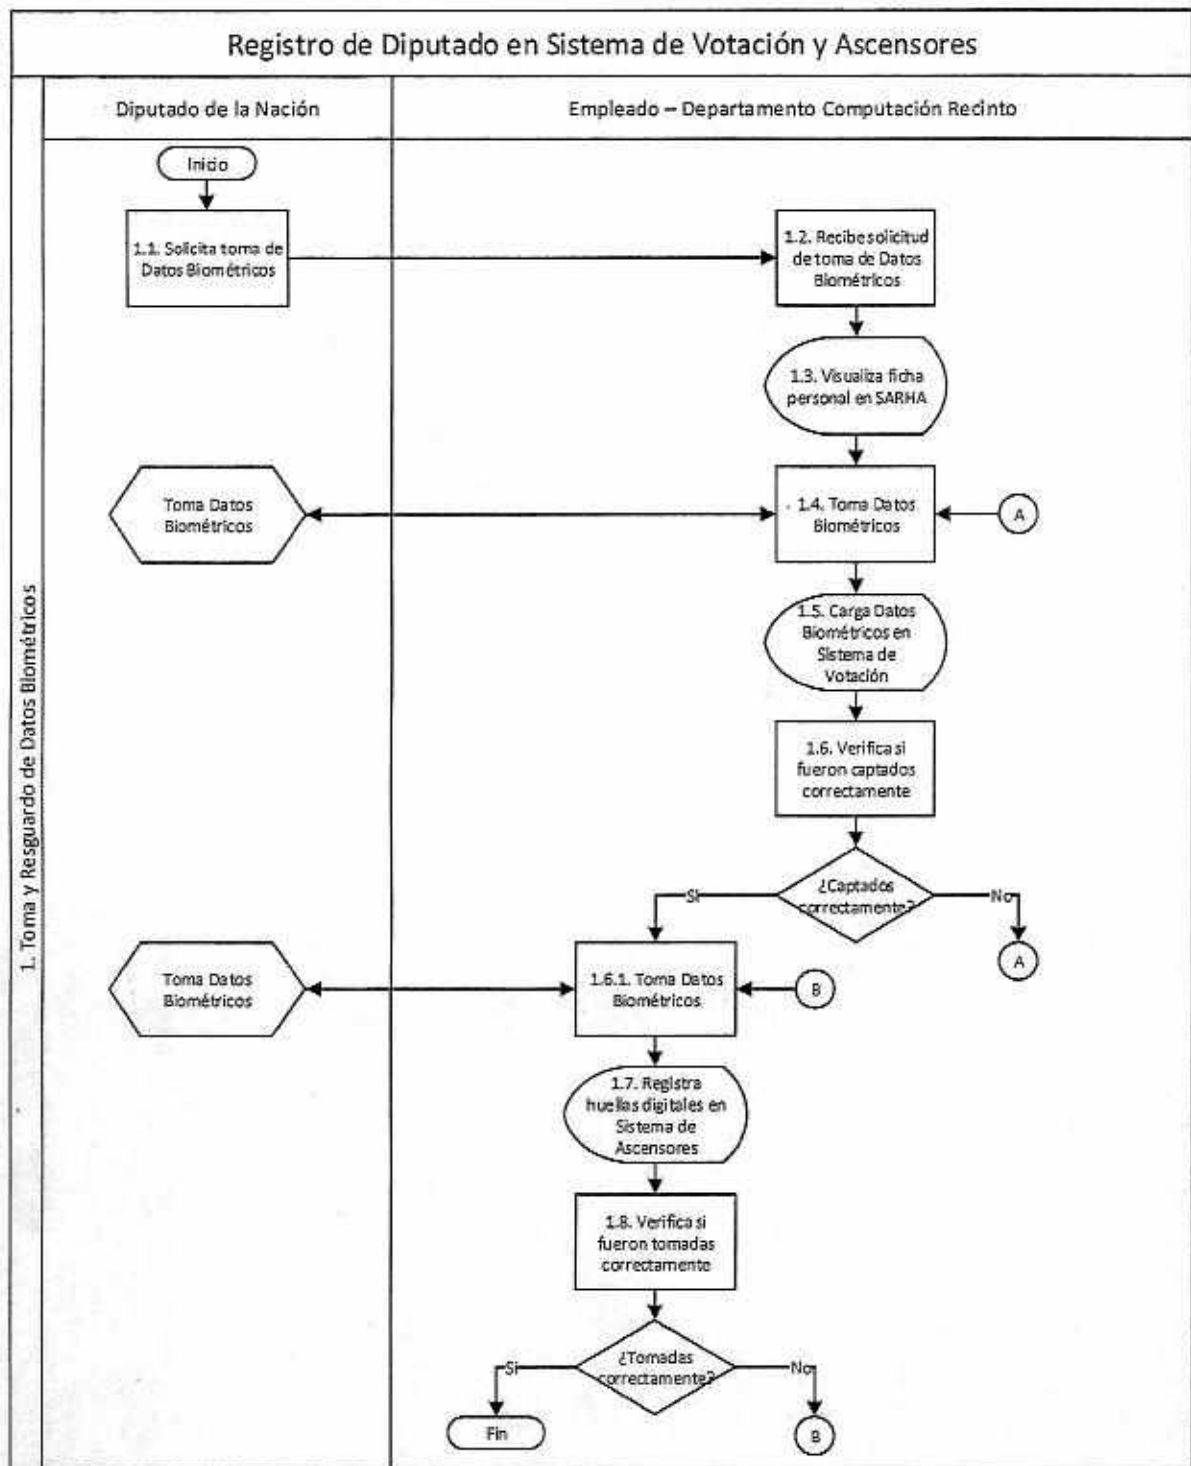 Registro de Diputado en Sistema de Votación y Ascensores
Diputado de la Nación
Empleado – Departamento Computación Recinto
1. Toma y Resguardo de Datos Biométricos
Inicio
1.1. Solicita toma de
Datos Biométricos
1.2. Recibe solicitud
de toma de Datos
Biométricos
1.3. Visualiza ficha
personal en SARHA
Toma Datos
Biométricos
1.4. Toma Datos
Biométricos
A
1.5. Carga Datos
Biométricos en
Sistema de
Votación
1.6. Verifica si
fueron captados
correctamente
¿Captados
correctamente?
Si
No
A
Toma Datos
Biométricos
1.6.1. Toma Datos
Biométricos
B
1.7. Registra
huellas digitales en
Sistema de
Ascensores
1.8. Verifica si
fueron tomadas
correctamente
¿Tomadas
correctamente?
Si
No
Fin
B